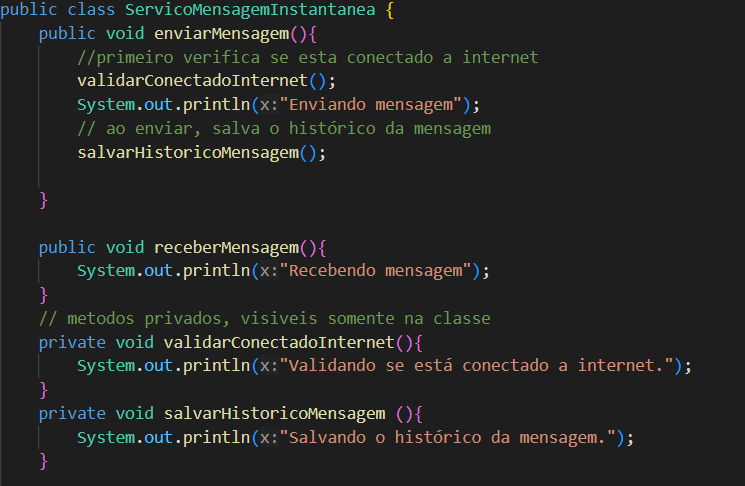 public class ServicoMensagemInstantanea {
public void enviarMensagem(){
//primeiro verifica se esta conectado a internet
validarConectadoInternet();
System.out.println(x:"Enviando mensagem");
// ao enviar, salva o histórico da mensagem
salvarHistoricoMensagem();
}
public void receberMensagem(){
System.out.println(x:"Recebendo mensagem");
}
// metodos privados, visiveis somente na classe
private void validarConectadoInternet(){
System.out.println(x:"Validando se está conectado a internet.");
}
private void salvarHistoricoMensagem (){
System.out.println(x:"Salvando o histórico da mensagem.");
}